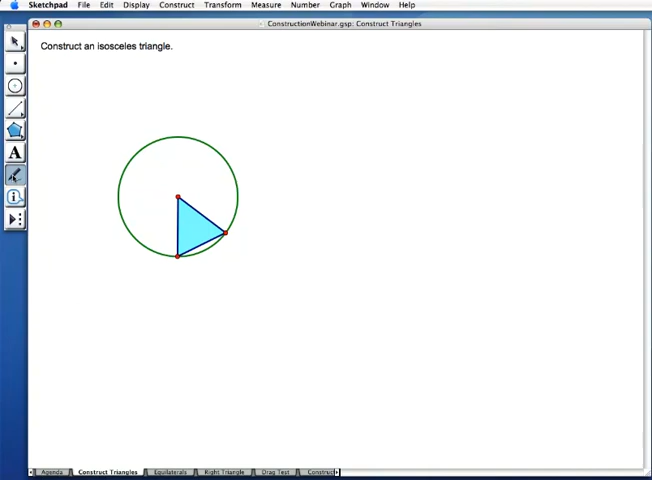 Sketchpad File Edit Display Construct Transform Measure Number Graph Window Help
ConstructionWebinar.gsp: Construct Triangles
Construct an isosceles triangle.
A
Agenda Construct Triangles Equilaterals Right Triangle Drag Test Construct